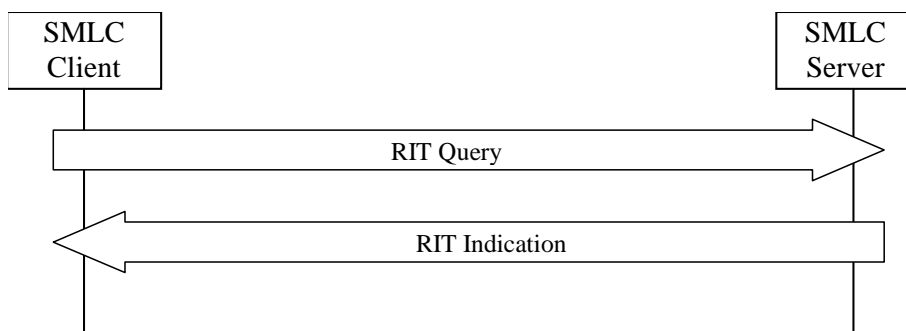 SMLC
Client
SMLC
Server
RIT Query
RIT Indication